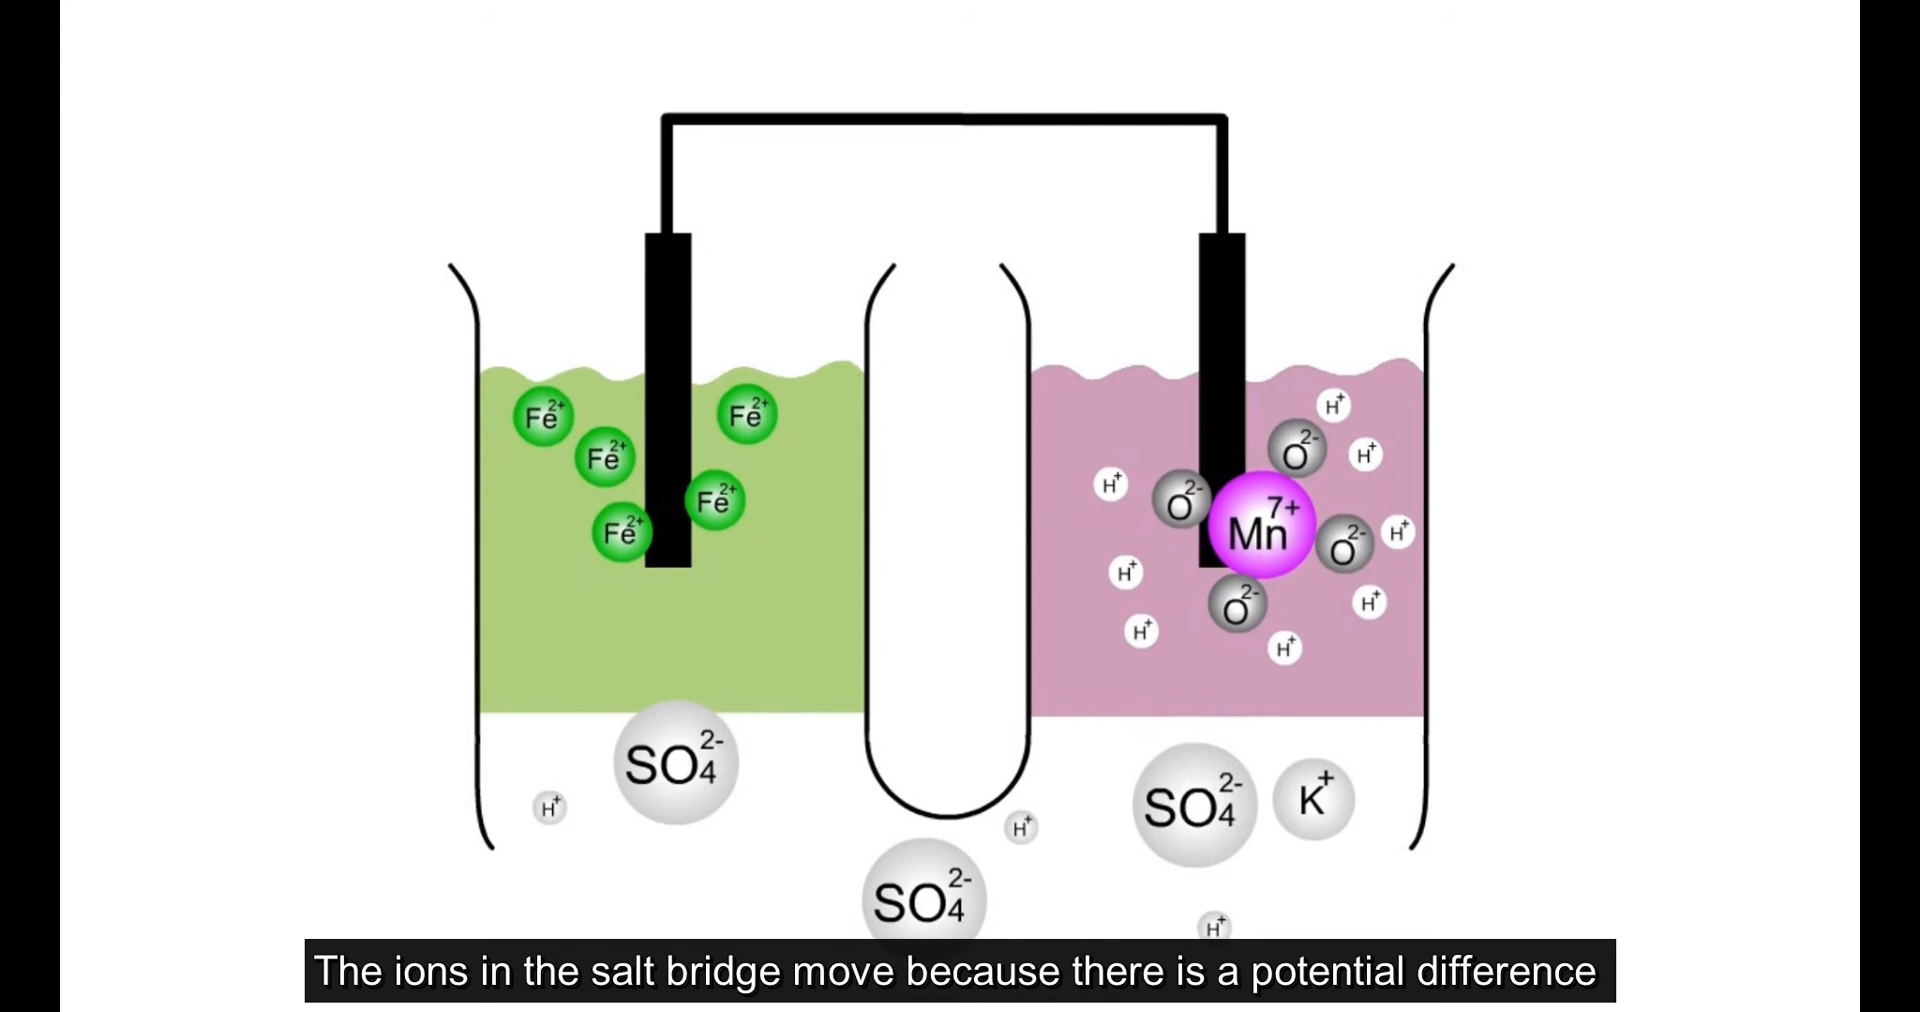 Fe2+
Fe2+
Fe2+
Fe2+
Fe2+
H+
H+
H+
H+
H+
H+
H+
H+
O2-
O2-
Mn7+
O2-
O2-
SO42-
H+
SO42-
H+
SO42-
K+
H+
The ions in the salt bridge move because there is a potential difference